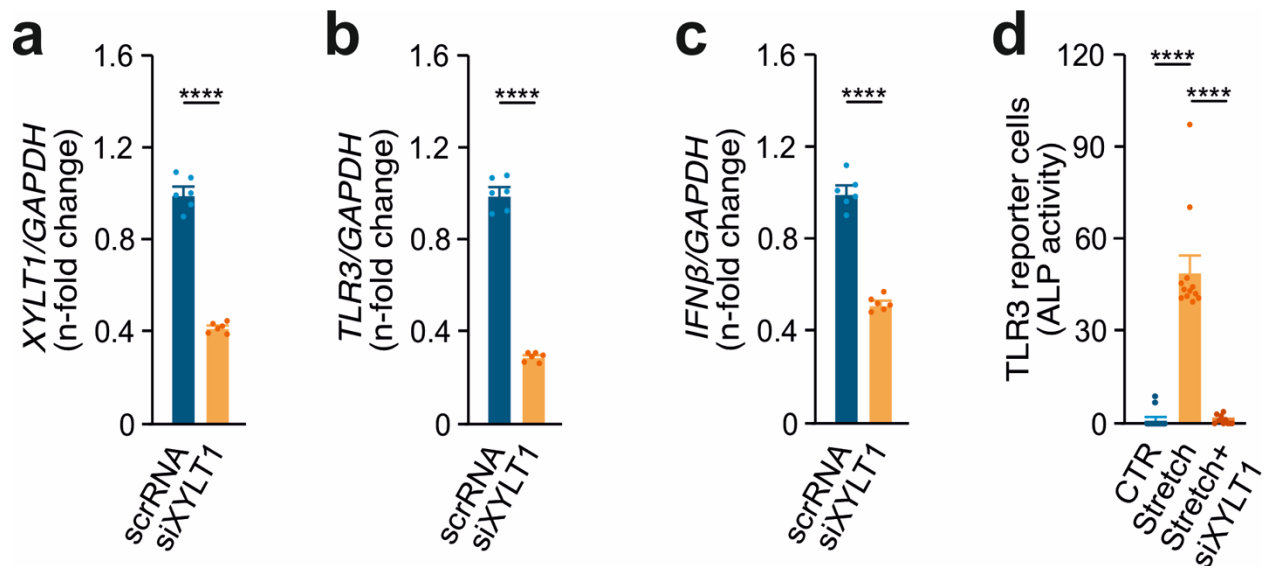 a
XYLT1/GAPDH
(n-fold change)
1.6
1.2
0.8
0.4
0
****
scrRNA
siXYLT1
b
TLR3/GAPDH
(n-fold change)
1.6
1.2
0.8
0.4
0
****
scrRNA
siXYLT1
c
IFNβ/GAPDH
(n-fold change)
1.6
1.2
0.8
0.4
0
****
scrRNA
siXYLT1
d
TLR3 reporter cells
(ALP activity)
120
90
60
30
0
****
****
CTR
Stretch
Stretch+
siXYLT1